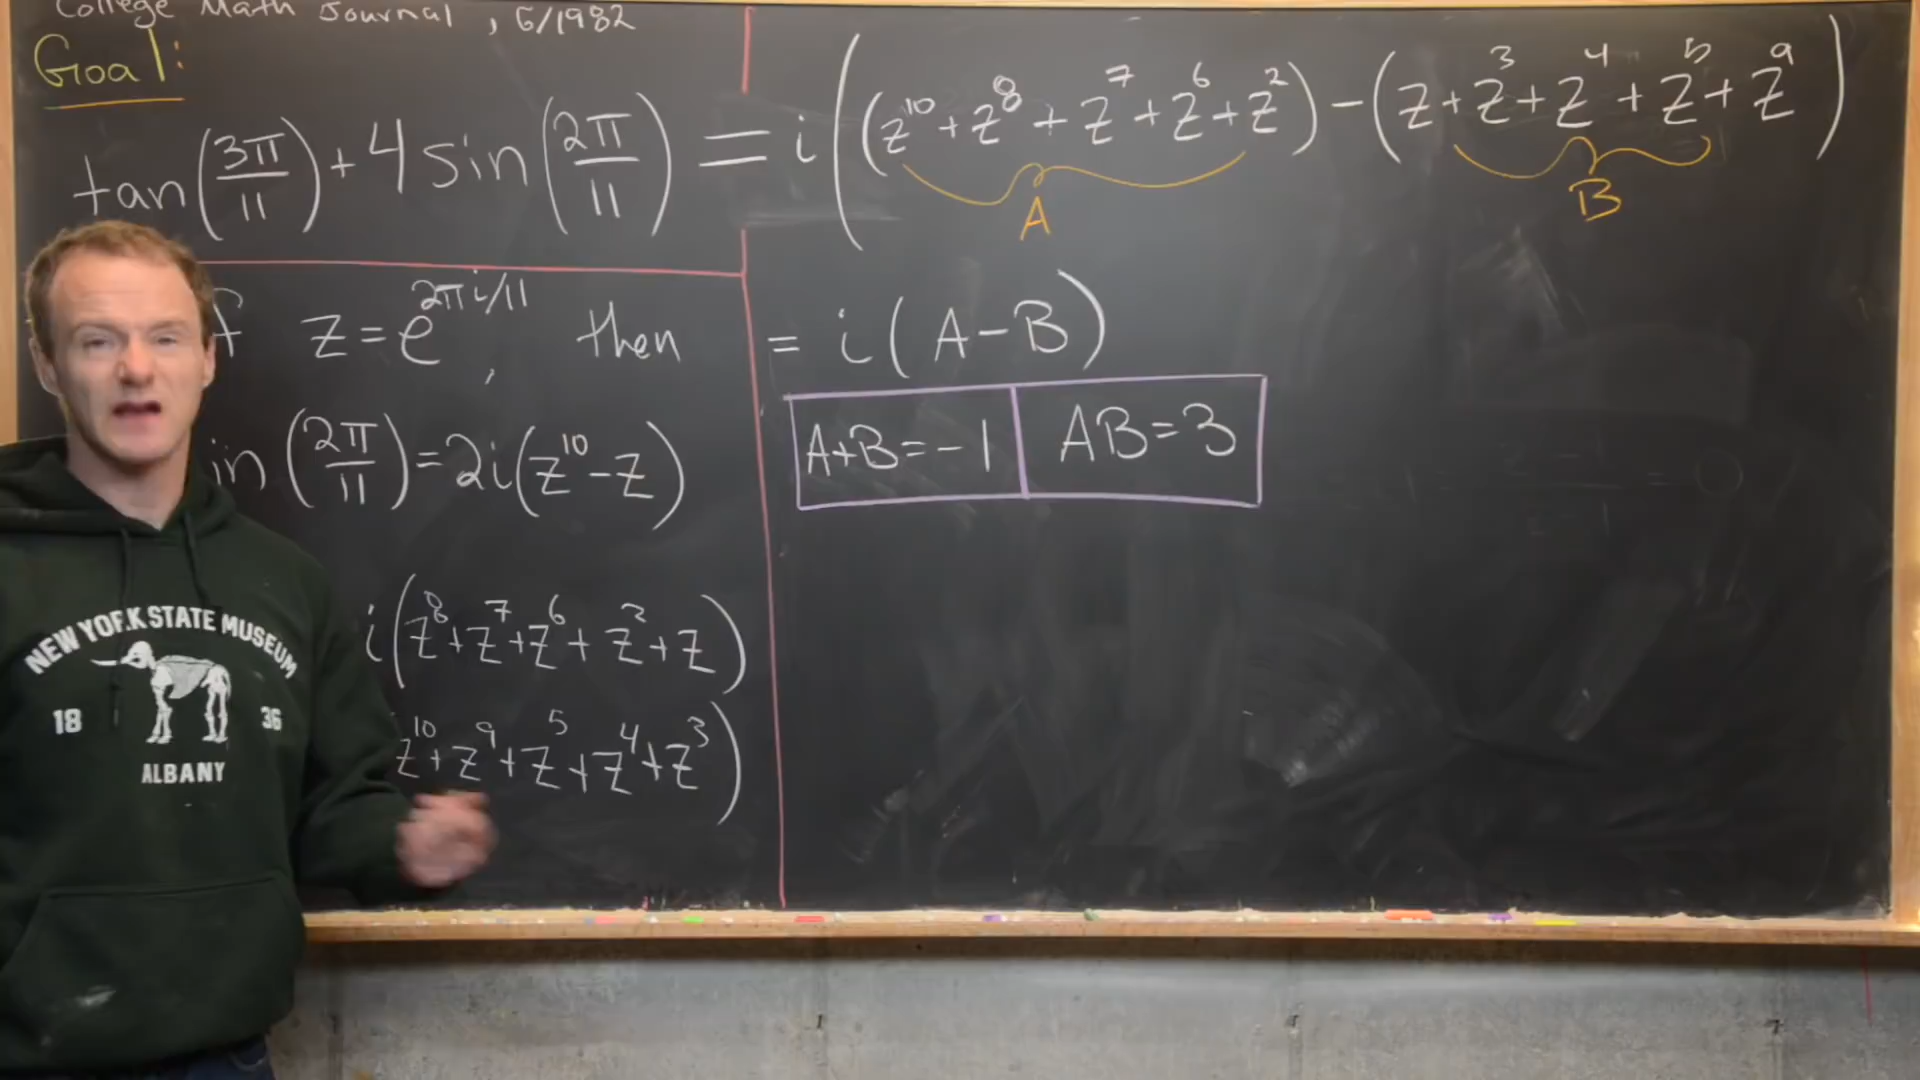 College Math Journal, 6/1982
Goal:
tan(3π/11) + 4 sin(2π/11) = i((z^10 + z^8 + z^7 + z^6 + z^2) - (z + z^3 + z^4 + z^5 + z^9))
A
B
f z = e^{2πi/11}, then
in(2π/11) = 2i(z^10 - z)
i(z^8 + z^7 + z^6 + z^2 + z)
z^10 + z^9 + z^5 + z^4 + z^3)
= i(A - B)
A+B = -1
AB = 3
NEW YORK STATE MUSEUM
18 36
ALBANY